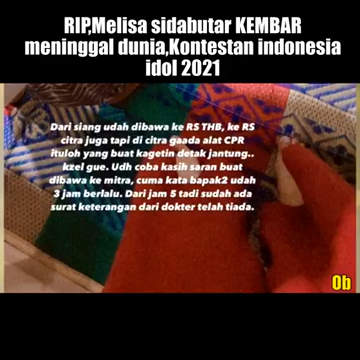 RIP,Melisa sidabutar KEMBAR
meninggal dunia,Kontestan indonesia
idol 2021
Dari siang udah dibawa ke RS THB, ke RS
citra juga tapi di citra gaada alat CPR
ituloh yang buat kagetin detak jantung..
kzel gue. Udh coba kasih saran buat
dibawa ke mitra, cuma kata bapak2 udah
3 jam berlalu. Dari jam 5 tadi sudah ada
surat keterangan dari dokter telah tiada.
Ob